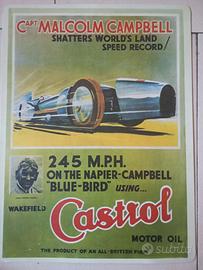 CAPT MALCOLM CAMPBELL
SHATTERS WORLD'S LAND
SPEED RECORD!
245 M.P.H.
ON THE NAPIER-CAMPBELL
"BLUE-BIRD" USING...
WAKEFIELD
Castrol
MOTOR OIL
THE PRODUCT OF AN ALL-BRITISH FIRM
subito